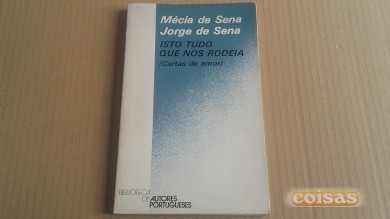 Mécia de Sena
Jorge de Sena
ISTO TUDO
QUE NOS RODEIA
(Cartas de amor)
BIBLIOTECA
DE AUTORES
PORTUGUESES
coisas